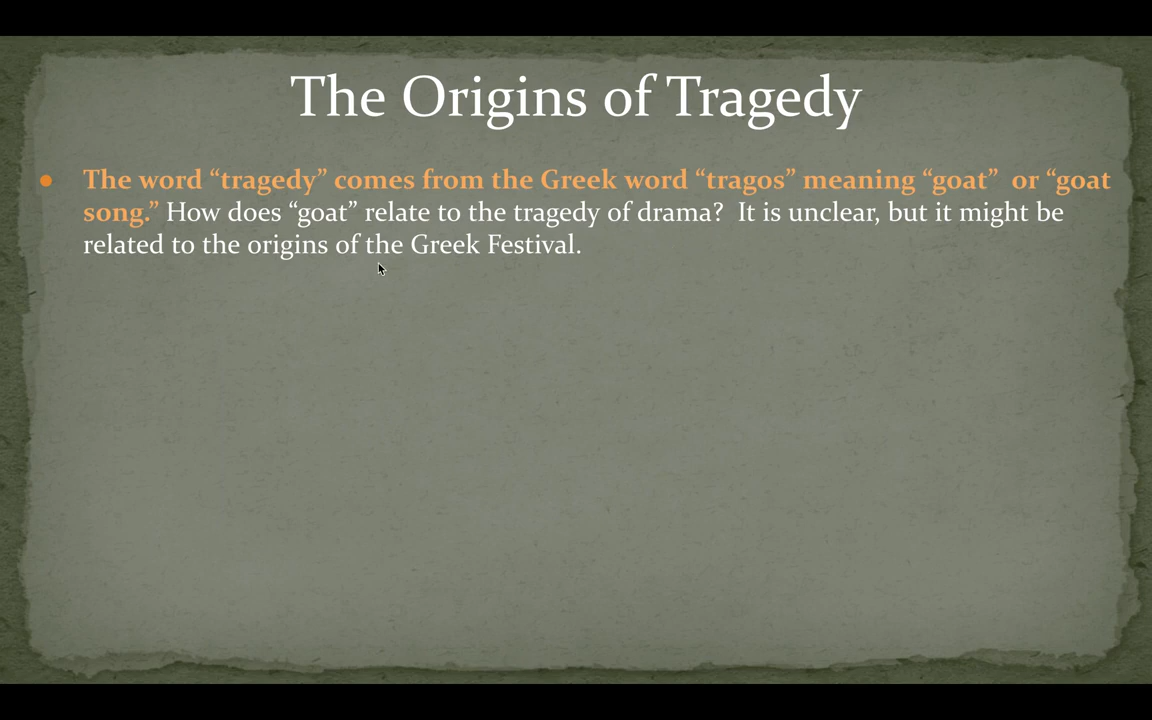 The Origins of Tragedy
• The word “tragedy” comes from the Greek word “tragos” meaning “goat”  or “goat
song.” How does “goat” relate to the tragedy of drama?  It is unclear, but it might be
related to the origins of the Greek Festival.